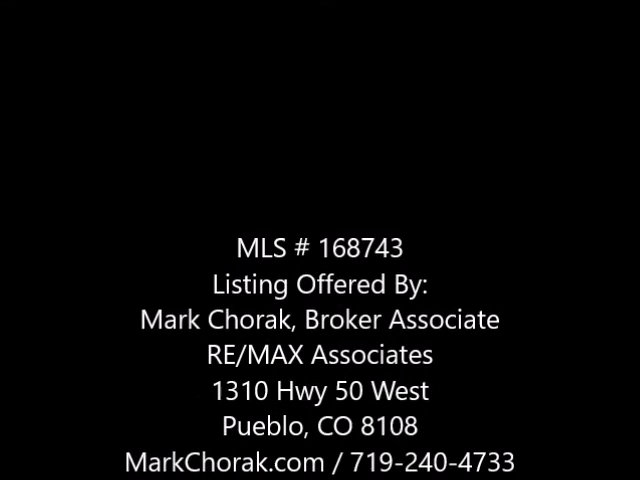 MLS # 168743
Listing Offered By:
Mark Chorak, Broker Associate
RE/MAX Associates
1310 Hwy 50 West
Pueblo, CO 8108
MarkChorak.com / 719-240-4733